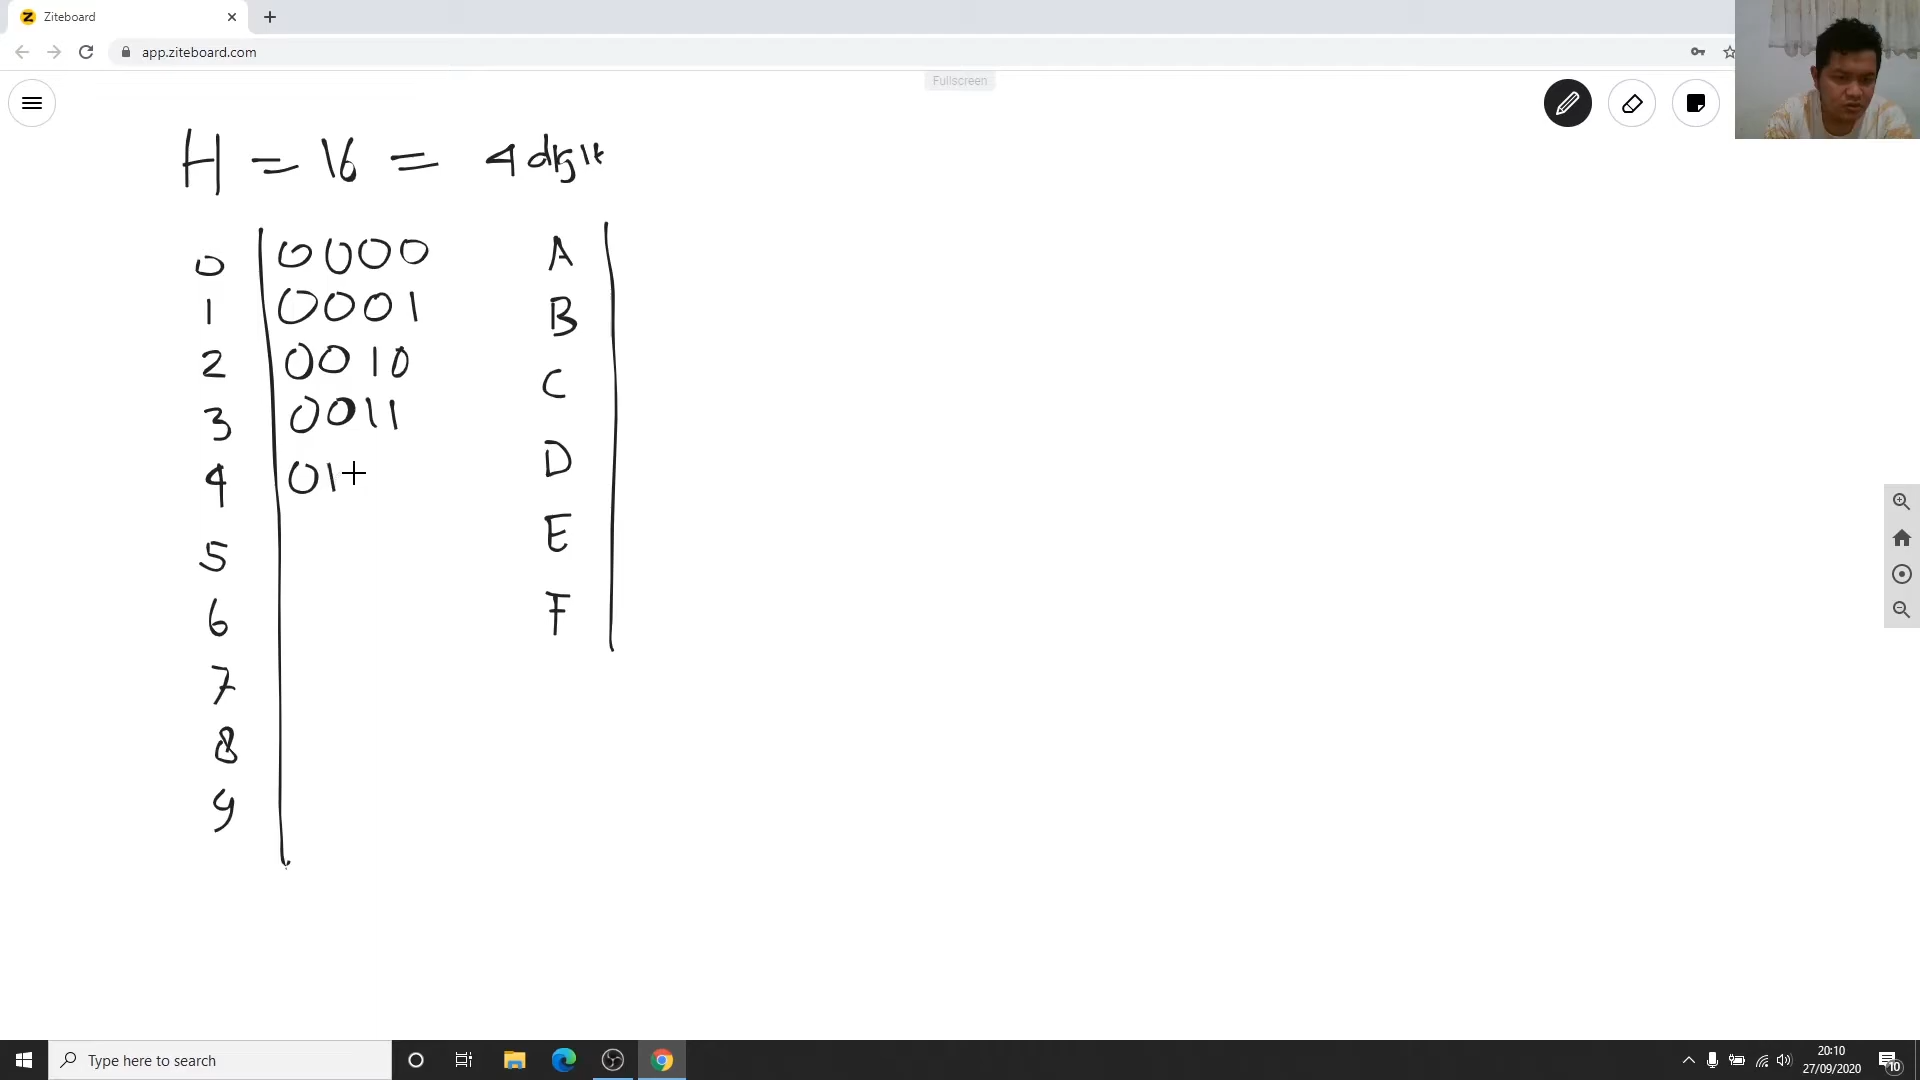 Ziteboard
app.ziteboard.com
Fullscreen
H = 16 = 4 digit
0 0000 A
1 0001 B
2 0010 C
3 0011
4 01 D
5 E
6 F
7
8
9
Type here to search
20:10
27/09/2020
10